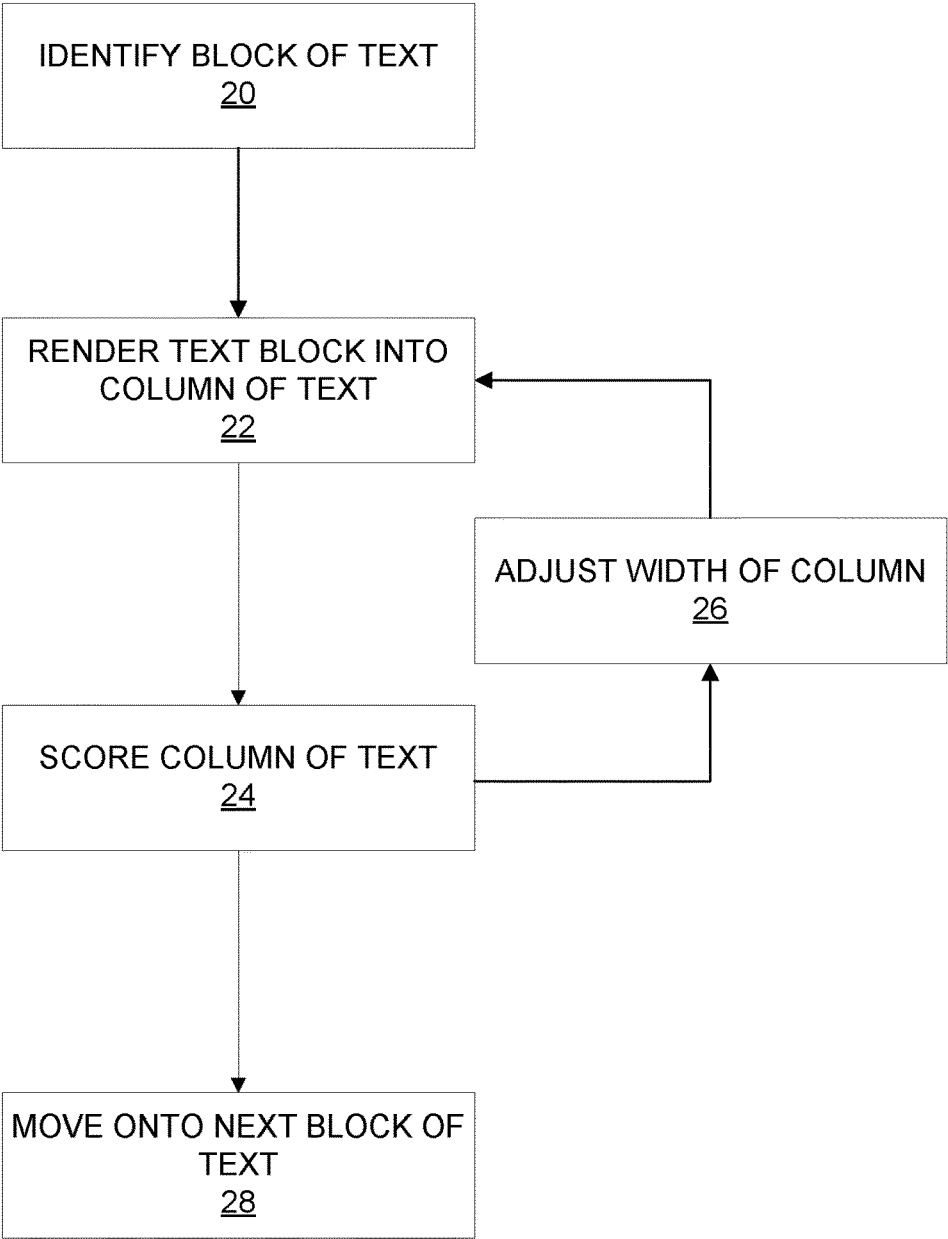 IDENTIFY BLOCK OF TEXT
20
RENDER TEXT BLOCK INTO
COLUMN OF TEXT
22
ADJUST WIDTH OF COLUMN
26
SCORE COLUMN OF TEXT
24
MOVE ONTO NEXT BLOCK OF
TEXT
28